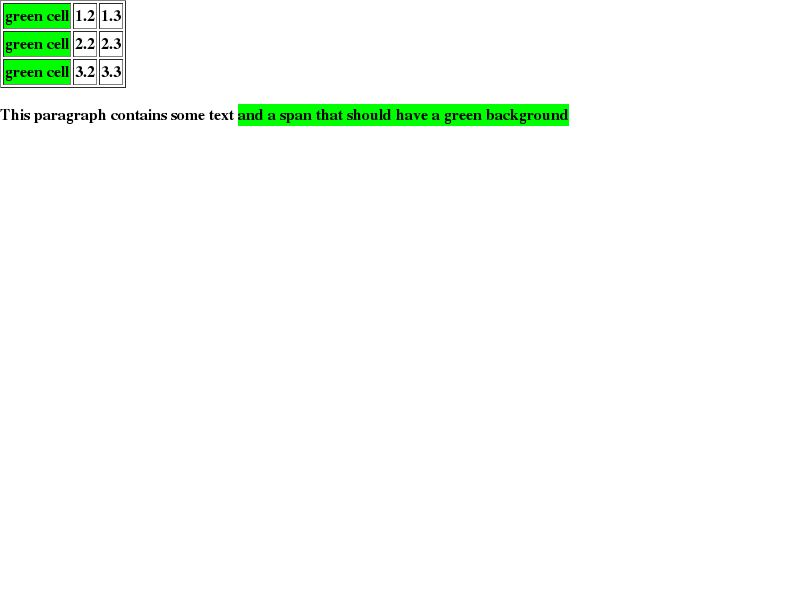 green cell 1.2 1.3
green cell 2.2 2.3
green cell 3.2 3.3
This paragraph contains some text and a span that should have a green background